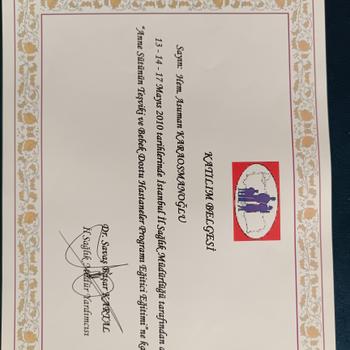 KATILIM BELGESİ
Sayın: Hem. Asuman KARAOSMANOĞLU
13 - 14 - 17 Mayıs 2010 tarihlerinde İstanbul İl Sağlık Müdürlüğü tarafından
"Anne Sütünün Teşviki ve Bebek Dostu Hastaneler Programı Eğitici Eğitimi"ne
Dr. Savaş Başar KARTAL
İl Sağlık Müdür Yardımcısı